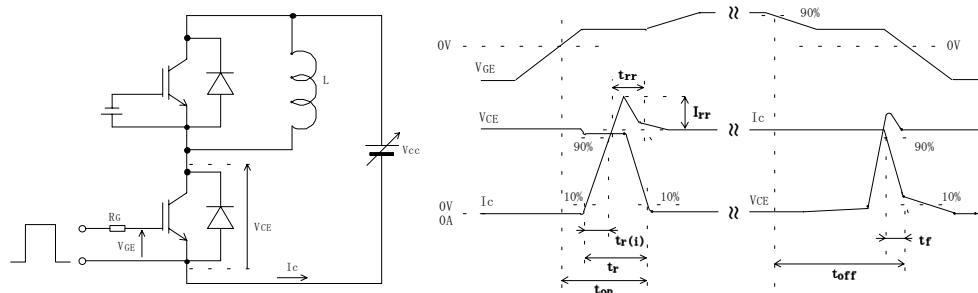 L
Vcc
RG
VGE
VCE
Ic
0V
VGE
90%
0V
trr
Irr
VCE
Ic
90%
90%
10%
10%
0V
0A
Ic
VCE
tr(i)
tr
ton
tf
toff